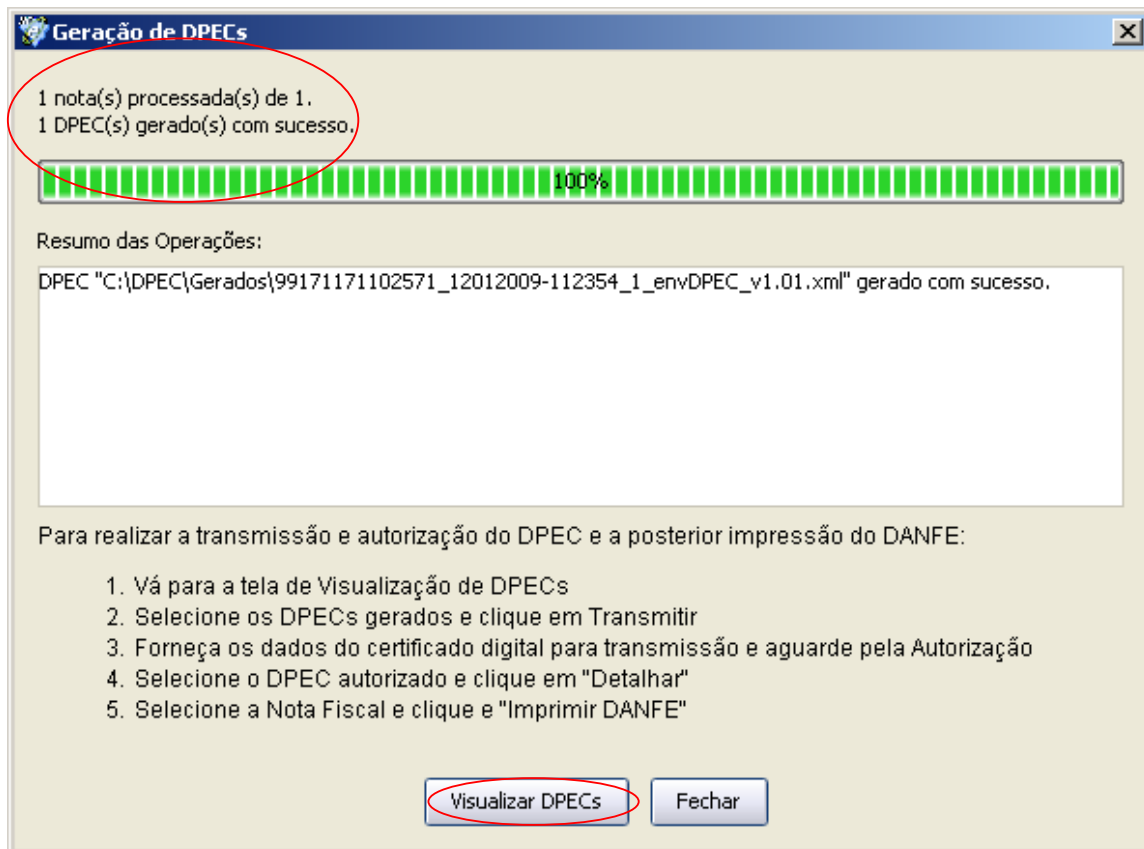 Geração de DPECs
1 nota(s) processada(s) de 1.
1 DPEC(s) gerado(s) com sucesso.
100%
Resumo das Operações:
DPEC "C:\DPEC\Gerados\99171171102571_12012009-112354_1_envDPEC_v1.01.xml" gerado com sucesso.
Para realizar a transmissão e autorização do DPEC e a posterior impressão do DANFE:
1. Vá para a tela de Visualização de DPECs
2. Selecione os DPECs gerados e clique em Transmitir
3. Forneça os dados do certificado digital para transmissão e aguarde pela Autorização
4. Selecione o DPEC autorizado e clique em "Detalhar"
5. Selecione a Nota Fiscal e clique e "Imprimir DANFE"
Visualizar DPECs Fechar